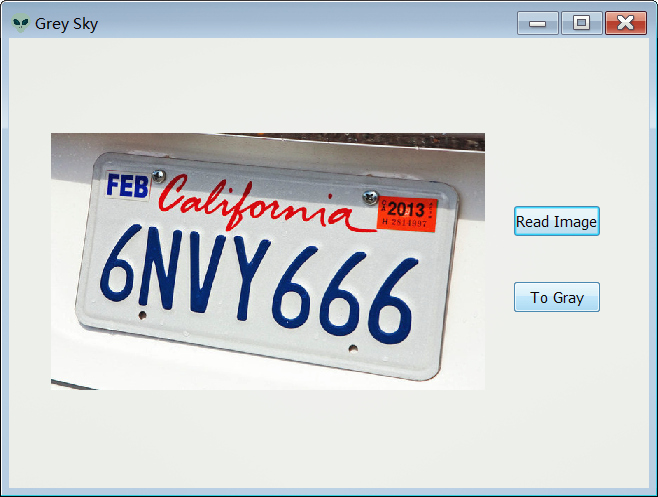 Grey Sky
FEB
California
2013
6NVY666
Read Image
To Gray